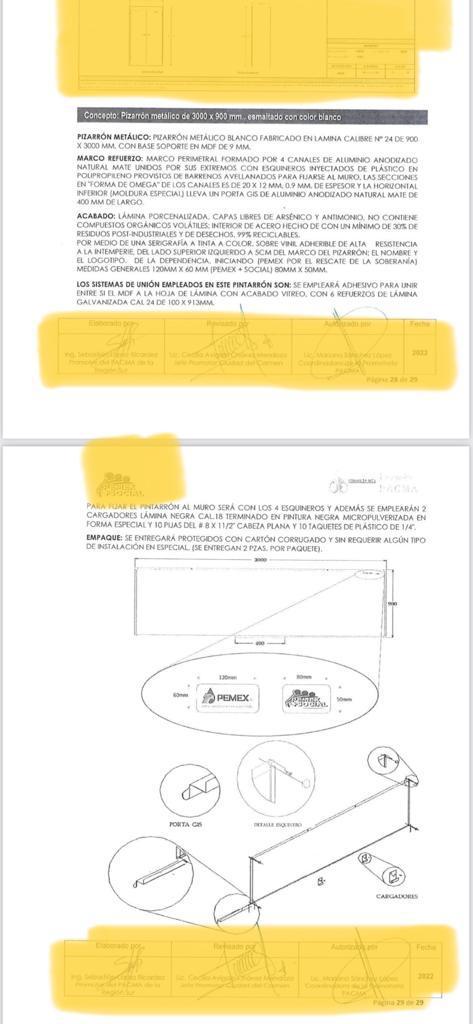 Concepto: Pizarrón metálico de 3000 x 900 mm., esmaltado con color blanco
PIZARRÓN METÁLICO: PIZARRÓN METÁLICO BLANCO FABRICADO EN LAMINA CALIBRE N° 24 DE 900
X 3000 MM. CON BASE SOPORTE EN MDF DE 9 MM.
MARCO REFUERZO: MARCO PERIMETRAL FORMADO POR 4 CANALES DE ALUMINIO ANODIZADO
NATURAL MATE UNIDOS POR SUS EXTREMOS CON ESQUINEROS INYECTADOS DE PLÁSTICO EN
POLIPROPILENO PROVISTOS DE BARRENOS AVELLANADOS PARA FIJARSE AL MURO, LAS SECCIONES
EN "FORMA DE OMEGA" DE LOS CANALES ES DE 20 X 12 MM, 0.9 MM. DE ESPESOR Y LA HORIZONTAL
INFERIOR (MOLDURA ESPECIAL) LLEVA UN PORTA GIS DE ALUMINIO ANODIZADO NATURAL MATE DE
400 MM DE LARGO.
ACABADO: LÁMINA PORCENALIZADA, CAPAS LIBRES DE ARSÉNICO Y ANTIMONIO, NO CONTIENE
COMPUESTOS ORGÁNICOS VOLÁTILES; INTERIOR DE ACERO HECHO DE CON UN MÍNIMO DE 30% DE
RESIDUOS POST-INDUSTRIALES Y DE DESECHOS, 99% RECICLABLES.
POR MEDIO DE UNA SERIGRAFÍA A TINTA A COLOR, SOBRE VINIL ADHERIBLE DE ALTA RESISTENCIA
A LA INTEMPERIE, DEL LADO SUPERIOR IZQUIERDO A 5CM DEL MARCO DEL PIZARRÓN; EL NOMBRE Y
EL LOGOTIPO. DE LA DEPENDENCIA, INICIANDO (PEMEX POR EL RESCATE DE LA SOBERANÍA)
MEDIDAS GENERALES 120MM X 60 MM (PEMEX + SOCIAL) 80MM X 50MM.
LOS SISTEMAS DE UNIÓN EMPLEADOS EN ESTE PINTARRÓN SON: SE EMPLEARÁ ADHESIVO PARA UNIR
ENTRE SI EL MDF A LA HOJA DE LÁMINA CON ACABADO VITREO, CON 6 REFUERZOS DE LÁMINA
GALVANIZADA CAL 24 DE 100 X 913MM.
Elaborado por Revisado por Autorizado por Fecha
Ing. Sebastián López Ricardez Lic. Cecilia Mendoza Lic. Mariana Sánchez López 2022
Promotor del PACMA de la Jefe Promotor Ciudad del Carmen
Región Sur PACMA
Página 28 de 29
PEMEX
+SOCIAL
PACMA
PARA FIJAR EL PINTARRÓN AL MURO SERÁ CON LOS 4 ESQUINEROS Y ADEMÁS SE EMPLEARÁN 2
CARGADORES LÁMINA NEGRA CAL.18 TERMINADO EN PINTURA NEGRA MICROPULVERIZADA EN
FORMA ESPECIAL Y 10 PIJAS DEL # 8 X 11/2" CABEZA PLANA Y 10 TAQUETES DE PLÁSTICO DE 1/4".
EMPAQUE: SE ENTREGARÁ PROTEGIDOS CON CARTÓN CORRUGADO Y SIN REQUERIR ALGÚN TIPO
DE INSTALACIÓN EN ESPECIAL. (SE ENTREGAN 2 PZAS. POR PAQUETE).
3000
900
400
120mm 80mm
60mm PEMEX PEMEX +SOCIAL 50mm
PORTA GIS DETALLE ESQUINERO
CARGADORES
Elaborado por Revisado por Autorizado por Fecha
Ing. Sebastián López Ricardez Lic. Cecilia Mendoza Lic. Mariana Sánchez López 2022
Promotor del PACMA de la Jefe Promotor Ciudad del Carmen
Región Sur PACMA
Página 29 de 29